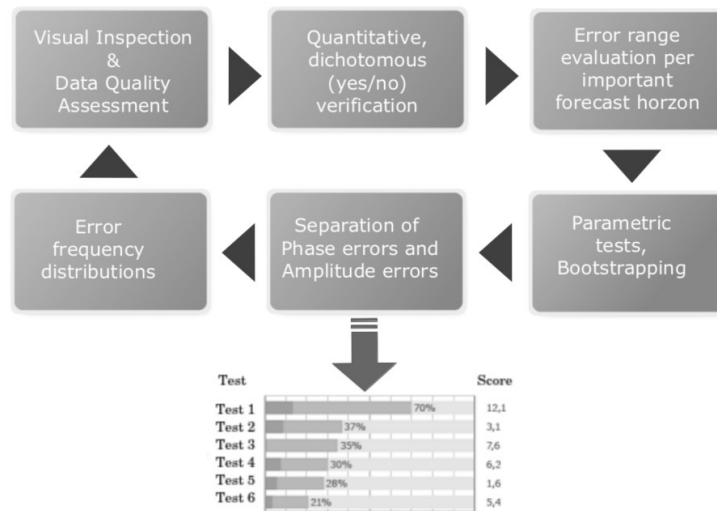 Visual Inspection
&
Data Quality
Assessment
Quantitative,
dichotomous
(yes/no)
verification
Error range
evaluation per
important
forecast horzon
Error
frequency
distributions
Separation of
Phase errors and
Amplitude errors
Parametric
tests,
Bootstrapping
Test Score
Test 1 70% 12,1
Test 2 37% 3,1
Test 3 35% 7,6
Test 4 30% 6,2
Test 5 28% 1,6
Test 6 21% 5,4